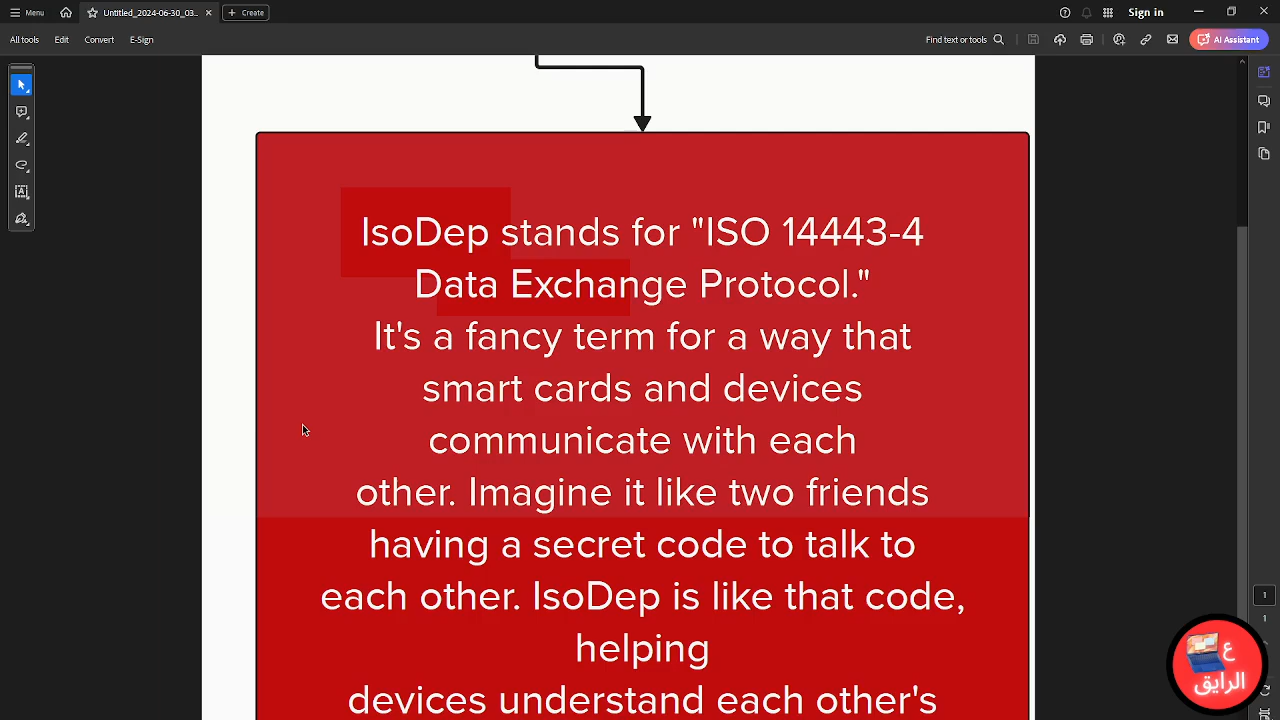 Menu
Untitled_2024-06-30_03...
Create
Sign in
All tools
Edit
Convert
E-Sign
Find text or tools
AI Assistant
IsoDep stands for "ISO 14443-4
Data Exchange Protocol."
It's a fancy term for a way that
smart cards and devices
communicate with each
other. Imagine it like two friends
having a secret code to talk to
each other. IsoDep is like that code,
helping
devices understand each other's
1
1
ع
الرايق